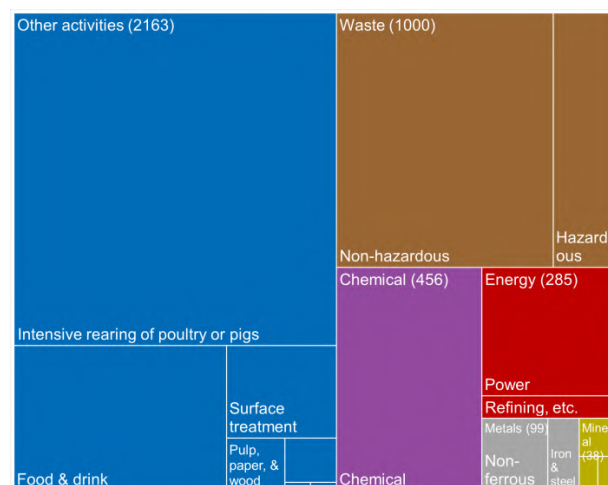 Other activities (2163)
Intensive rearing of poultry or pigs
Food & drink
Surface
treatment
Pulp,
paper, &
wood
Waste (1000)
Non-hazardous
Hazard
ous
Chemical (456)
Chemical
Energy (285)
Power
Refining, etc.
Metals (99)
Non-
ferrous
Iron
&
steel
Mine
al
(38)